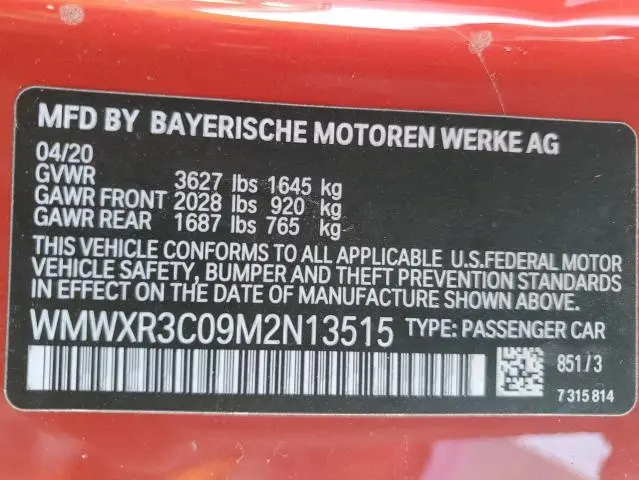 MFD BY BAYERISCHE MOTOREN WERKE AG
04/20
GVWR 3627 lbs 1645 kg
GAWR FRONT 2028 lbs 920 kg
GAWR REAR 1687 lbs 765 kg
THIS VEHICLE CONFORMS TO ALL APPLICABLE U.S.FEDERAL MOTOR
VEHICLE SAFETY, BUMPER AND THEFT PREVENTION STANDARDS
IN EFFECT ON THE DATE OF MANUFACTURE SHOWN ABOVE.
WMWXR3C09M2N13515 TYPE: PASSENGER CAR
851/3
7 315 814